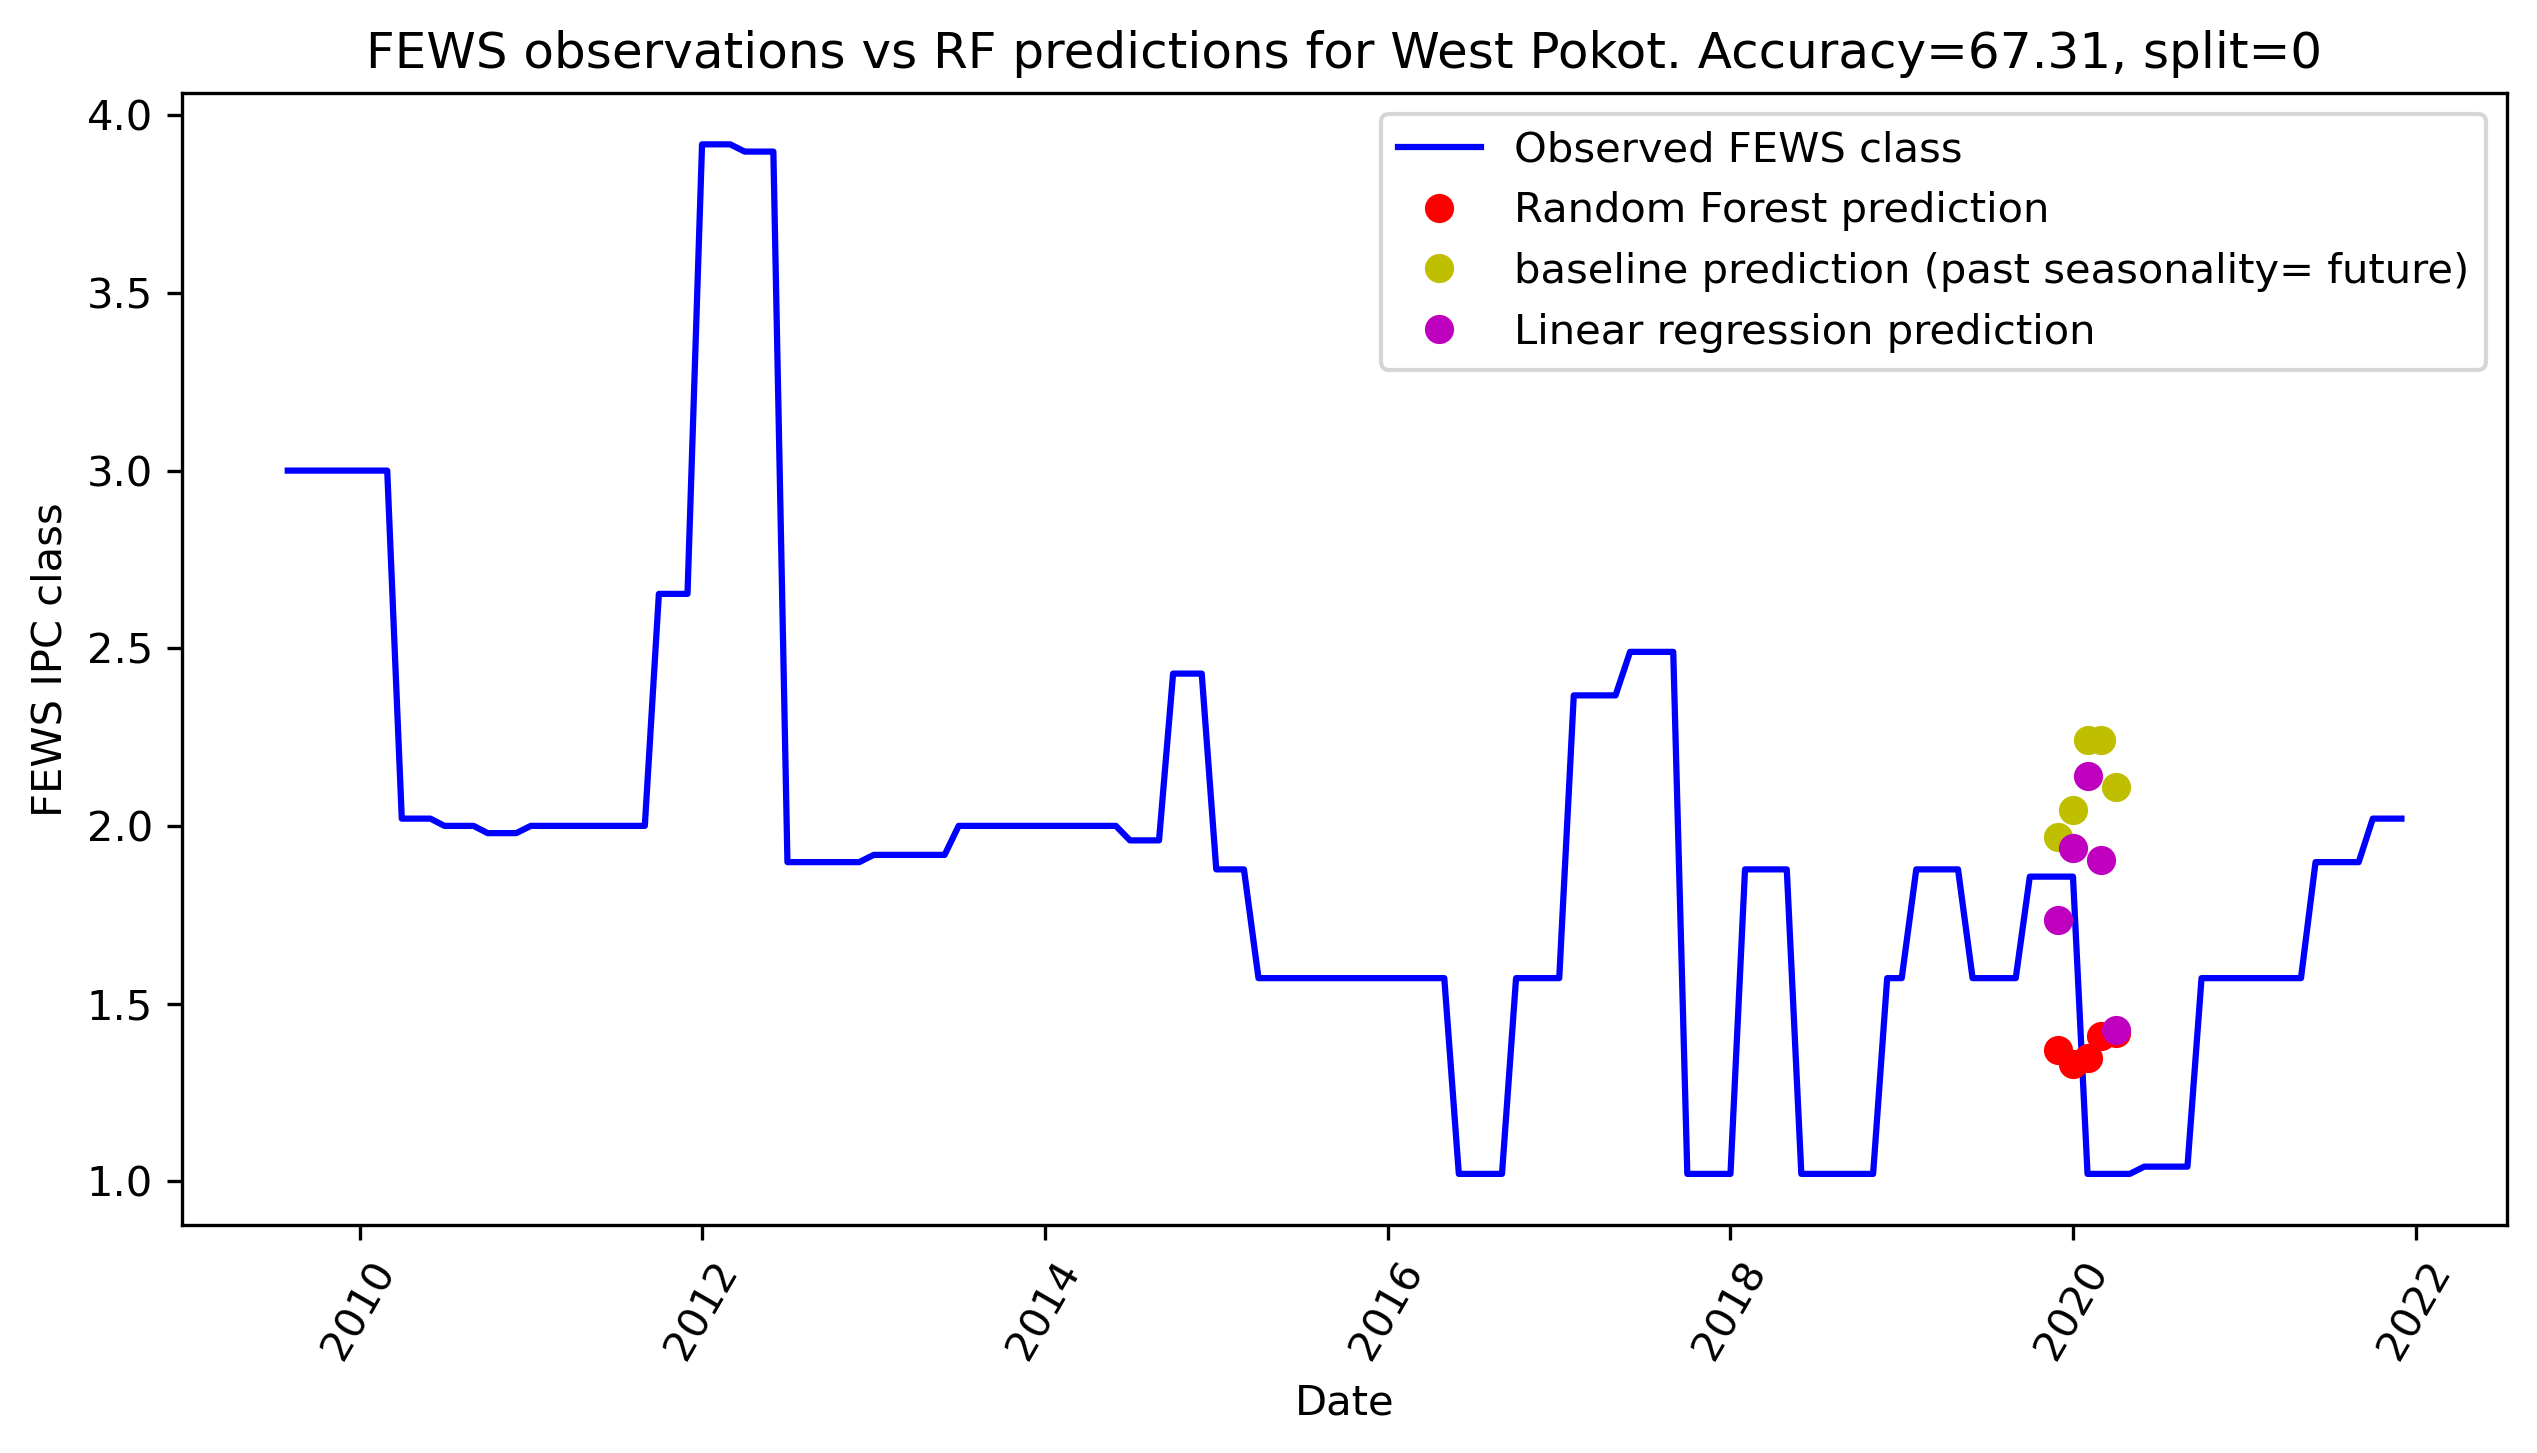 FEWS observations vs RF predictions for West Pokot. Accuracy=67.31, split=0
Observed FEWS class
Random Forest prediction
baseline prediction (past seasonality= future)
Linear regression prediction
FEWS IPC class
4.0
3.5
3.0
2.5
2.0
1.5
1.0
2010
2012
2014
2016
2018
2020
2022
Date